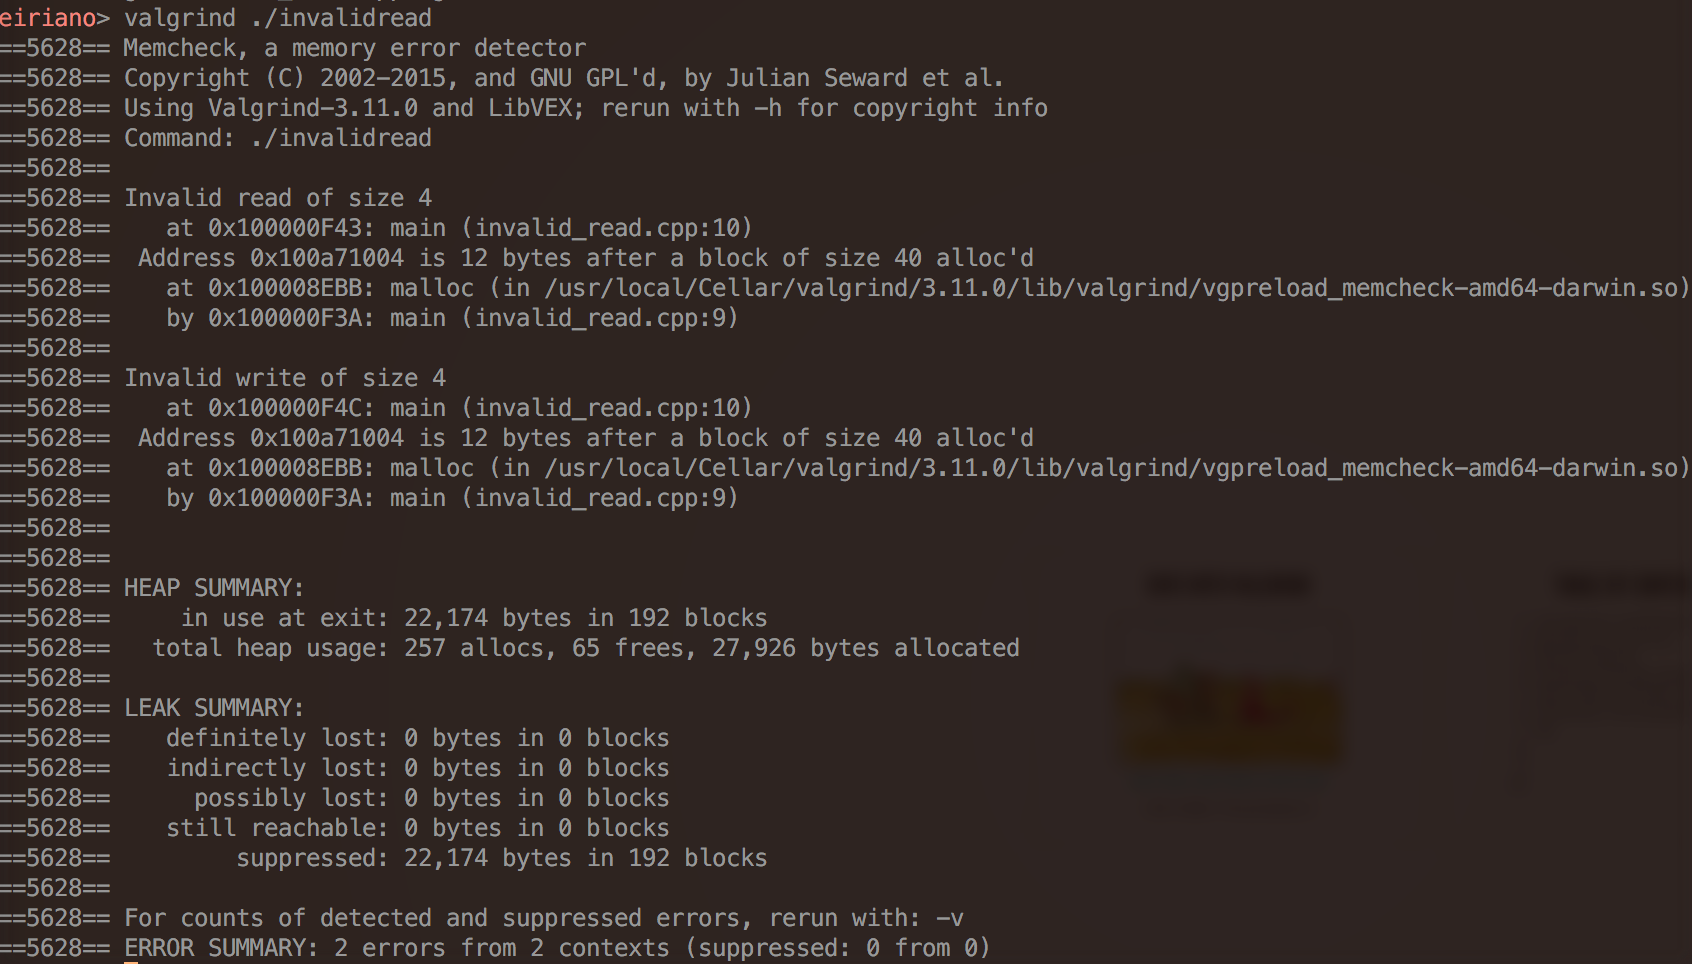 eiriano> valgrind ./invalidread
==5628== Memcheck, a memory error detector
==5628== Copyright (C) 2002-2015, and GNU GPL'd, by Julian Seward et al.
==5628== Using Valgrind-3.11.0 and LibVEX; rerun with -h for copyright info
==5628== Command: ./invalidread
==5628==
==5628== Invalid read of size 4
==5628==    at 0x100000F43: main (invalid_read.cpp:10)
==5628==  Address 0x100a71004 is 12 bytes after a block of size 40 alloc'd
==5628==    at 0x100008EBB: malloc (in /usr/local/Cellar/valgrind/3.11.0/lib/valgrind/vgpreload_memcheck-amd64-darwin.so)
==5628==    by 0x100000F3A: main (invalid_read.cpp:9)
==5628==
==5628== Invalid write of size 4
==5628==    at 0x100000F4C: main (invalid_read.cpp:10)
==5628==  Address 0x100a71004 is 12 bytes after a block of size 40 alloc'd
==5628==    at 0x100008EBB: malloc (in /usr/local/Cellar/valgrind/3.11.0/lib/valgrind/vgpreload_memcheck-amd64-darwin.so)
==5628==    by 0x100000F3A: main (invalid_read.cpp:9)
==5628==
==5628==
==5628== HEAP SUMMARY:
==5628==     in use at exit: 22,174 bytes in 192 blocks
==5628==   total heap usage: 257 allocs, 65 frees, 27,926 bytes allocated
==5628==
==5628== LEAK SUMMARY:
==5628==    definitely lost: 0 bytes in 0 blocks
==5628==    indirectly lost: 0 bytes in 0 blocks
==5628==      possibly lost: 0 bytes in 0 blocks
==5628==    still reachable: 0 bytes in 0 blocks
==5628==         suppressed: 22,174 bytes in 192 blocks
==5628==
==5628== For counts of detected and suppressed errors, rerun with: -v
==5628== ERROR SUMMARY: 2 errors from 2 contexts (suppressed: 0 from 0)